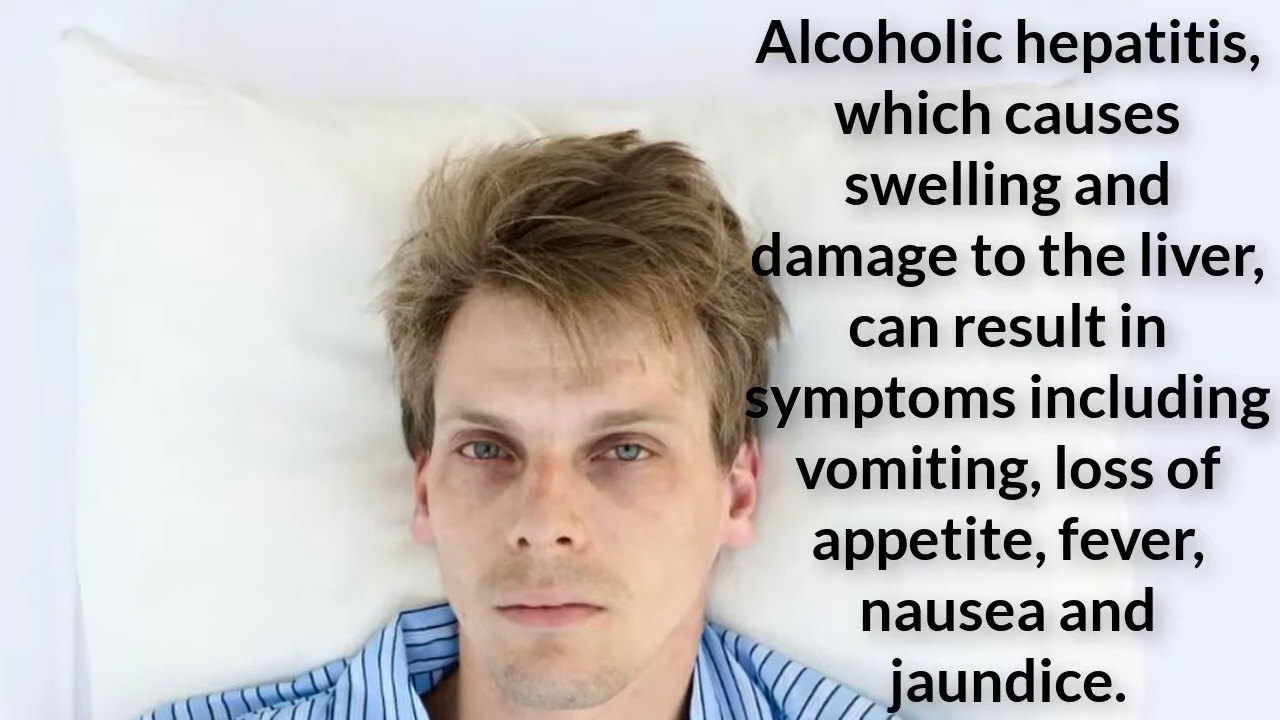 Alcoholic hepatitis,
which causes
swelling and
damage to the liver,
can result in
symptoms including
vomiting, loss of
appetite, fever,
nausea and
jaundice.